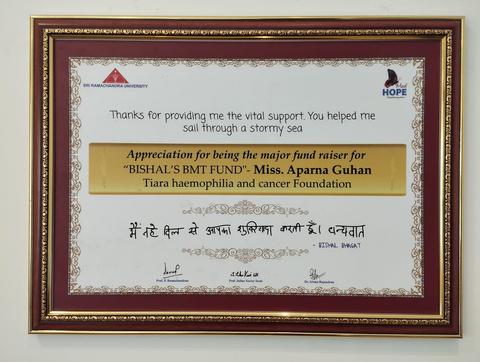 SRI RAMACHANDRA UNIVERSITY
HOPE
Thanks for providing me the vital support. You helped me
sail through a stormy sea
Appreciation for being the major fund raiser for
“BISHAL'S BMT FUND”- Miss. Aparna Guhan
Tiara haemophilia and cancer Foundation
मैं तहे दिल से आपका शुक्रिया करता हूँ। धन्यवाद
- BISHAL BHAGAT